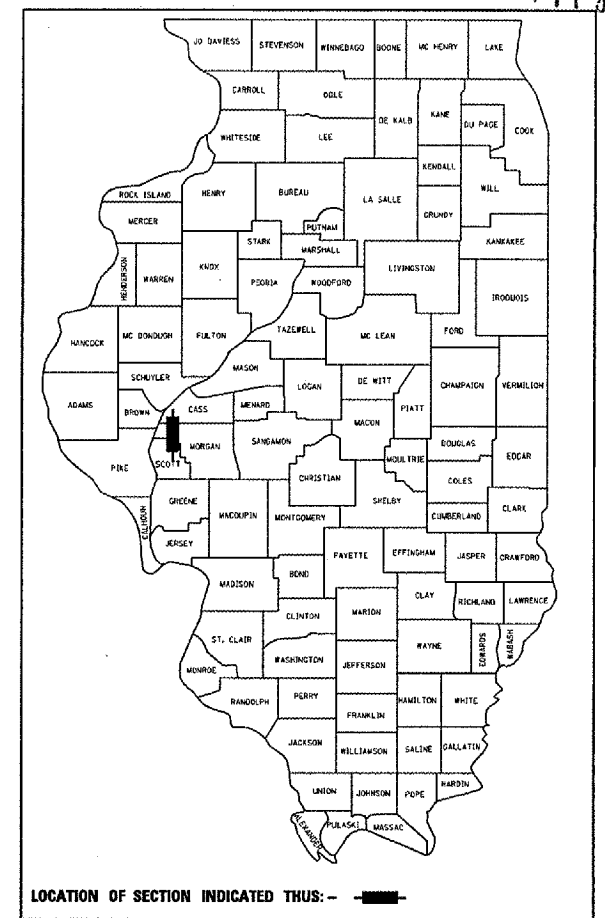 JO DAVIESS STEVENSON WINNEBAGO BOONE MC HENRY LAKE
CARROLL OGLE DE KALB KANE DU PAGE COOK
WHITESIDE LEE
KENDALL WILL
ROCK ISLAND HENRY BUREAU LA SALLE GRUNDY
MERCER PUTNAM KANKAKEE
STARK MARSHALL
HENDERSON WARREN KNOX PEORIA WOODFORD LIVINGSTON IROQUOIS
HANCOCK MC DONOUGH FULTON TAZEWELL MC LEAN FORD
MASON
SCHUYLER LOGAN DE WITT CHAMPAIGN VERMILION
ADAMS BROWN CASS MENARD PIATT
MACON
MORGAN SANGAMON DOUGLAS EDGAR
PIKE SCOTT CHRISTIAN MOULTRIE COLES
SHELBY
CALHOUN GREENE MACOUPIN MONTGOMERY CUMBERLAND CLARK
JERSEY FAYETTE EFFINGHAM JASPER CRAWFORD
MADISON BOND
CLAY RICHLAND LAWRENCE
CLINTON MARION
ST. CLAIR WAYNE EDWARDS WABASH
WASHINGTON JEFFERSON
MONROE
RANDOLPH PERRY HAMILTON WHITE
FRANKLIN
JACKSON WILLIAMSON SALINE GALLATIN
UNION JOHNSON POPE HARDIN
ALEXANDER PULASKI MASSAC
LOCATION OF SECTION INDICATED THUS: -